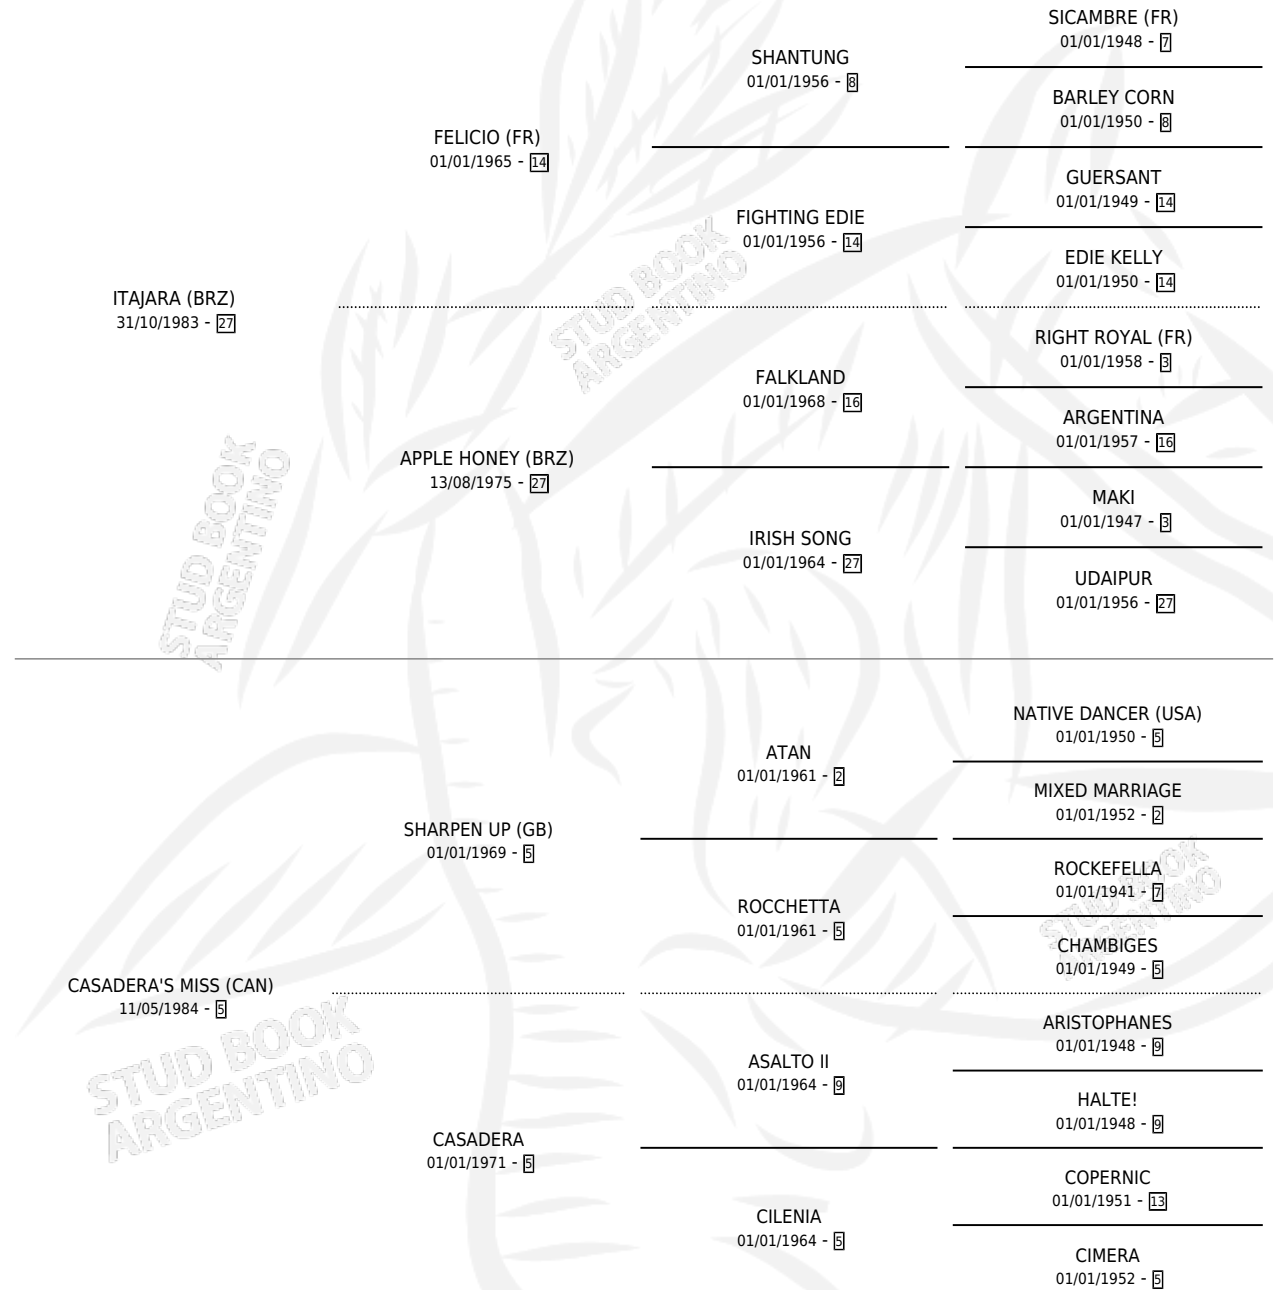 SICAMBRE (FR)
01/01/1948 - 7
SHANTUNG
01/01/1956 - 8
BARLEY CORN
01/01/1950 - 8
FELICIO (FR)
01/01/1965 - 14
GUERSANT
01/01/1949 - 14
FIGHTING EDIE
01/01/1956 - 14
EDIE KELLY
01/01/1950 - 14
ITAJARA (BRZ)
31/10/1983 - 27
RIGHT ROYAL (FR)
01/01/1958 - 3
FALKLAND
01/01/1968 - 16
ARGENTINA
01/01/1957 - 16
APPLE HONEY (BRZ)
13/08/1975 - 27
MAKI
01/01/1947 - 3
IRISH SONG
01/01/1964 - 27
UDAIPUR
01/01/1956 - 27
STUD BOOK
ARGENTINO
STUD BOOK
ARGENTINO
NATIVE DANCER (USA)
01/01/1950 - 5
ATAN
01/01/1961 - 2
MIXED MARRIAGE
01/01/1952 - 2
SHARPEN UP (GB)
01/01/1969 - 5
ROCKEFELLA
01/01/1941 - 7
ROCCHETTA
01/01/1961 - 5
CHAMBIGES
01/01/1949 - 5
STUD BOOK
ARGENTINO
CASADERA'S MISS (CAN)
11/05/1984 - 5
ARISTOPHANES
01/01/1948 - 9
ASALTO II
01/01/1964 - 9
HALTE!
01/01/1948 - 9
STUD BOOK
ARGENTINO
CASADERA
01/01/1971 - 5
COPERNIC
01/01/1951 - 13
CILENIA
01/01/1964 - 5
CIMERA
01/01/1952 - 5